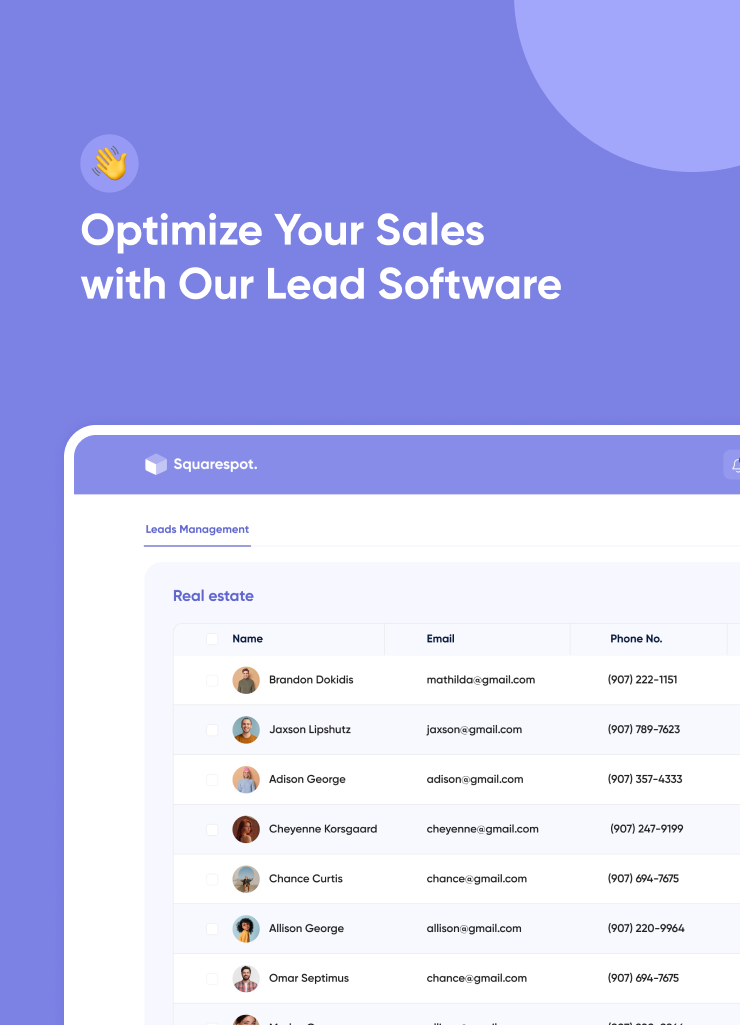 Optimize Your Sales
with Our Lead Software
Squarespot.
Leads Management
Real estate
Name Email Phone No.
Brandon Dokidis mathilda@gmail.com (907) 222-1151
Jaxson Lipshutz jaxson@gmail.com (907) 789-7623
Adison George adison@gmail.com (907) 357-4333
Cheyenne Korsgaard cheyenne@gmail.com (907) 247-9199
Chance Curtis chance@gmail.com (907) 694-7675
Allison George allison@gmail.com (907) 220-9964
Omar Septimus chance@gmail.com (907) 694-7675